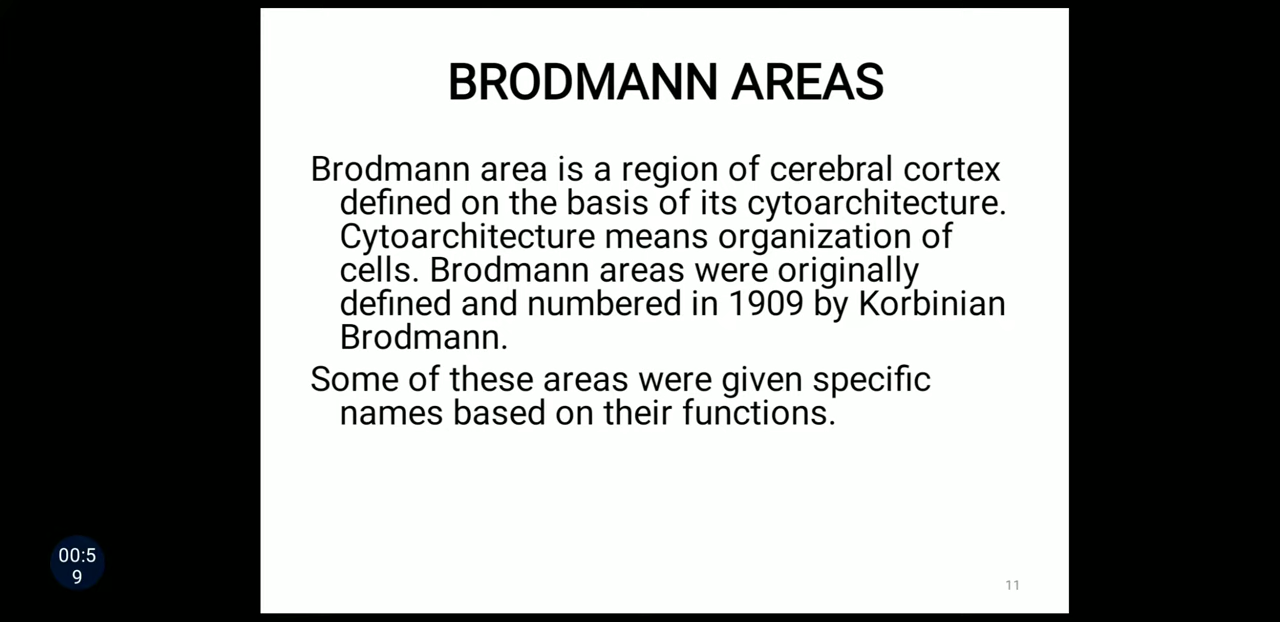 BRODMANN AREAS
Brodmann area is a region of cerebral cortex
defined on the basis of its cytoarchitecture.
Cytoarchitecture means organization of
cells. Brodmann areas were originally
defined and numbered in 1909 by Korbinian
Brodmann.
Some of these areas were given specific
names based on their functions.
00:5
9
11